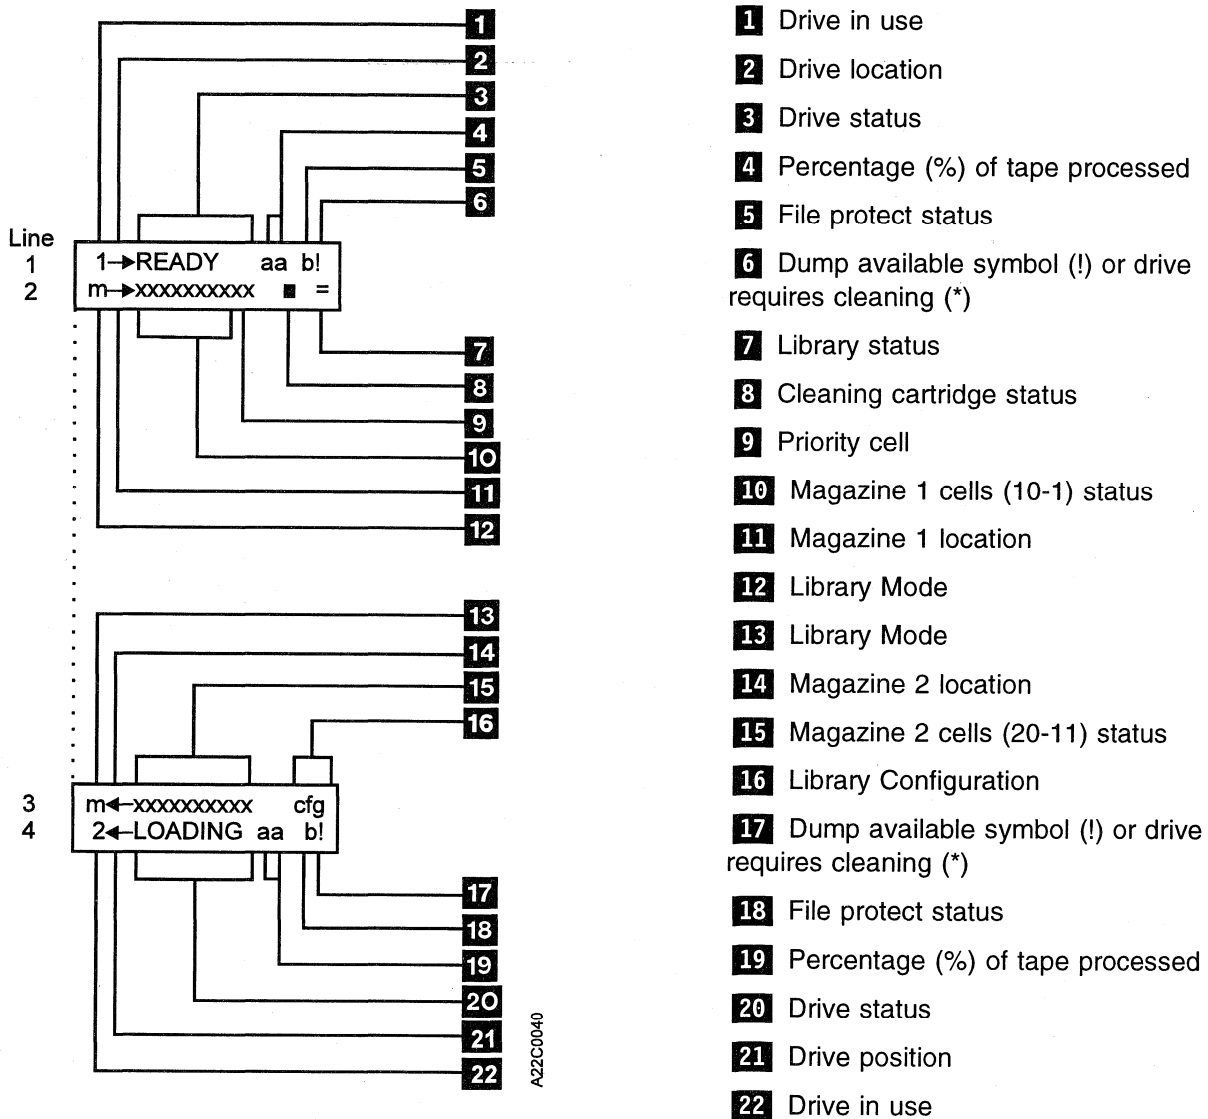 1
2
3
4
5
6
Line
1 1→READY aa b!
2 m→xxxxxxxxxx ■ =
7
8
9
10
11
12
13
14
15
16
3 m←xxxxxxxxxx cfg
4 2←LOADING aa b!
17
18
19
20
21
22
A22C0040
1 Drive in use
2 Drive location
3 Drive status
4 Percentage (%) of tape processed
5 File protect status
6 Dump available symbol (!) or drive
requires cleaning (*)
7 Library status
8 Cleaning cartridge status
9 Priority cell
10 Magazine 1 cells (10-1) status
11 Magazine 1 location
12 Library Mode
13 Library Mode
14 Magazine 2 location
15 Magazine 2 cells (20-11) status
16 Library Configuration
17 Dump available symbol (!) or drive
requires cleaning (*)
18 File protect status
19 Percentage (%) of tape processed
20 Drive status
21 Drive position
22 Drive in use